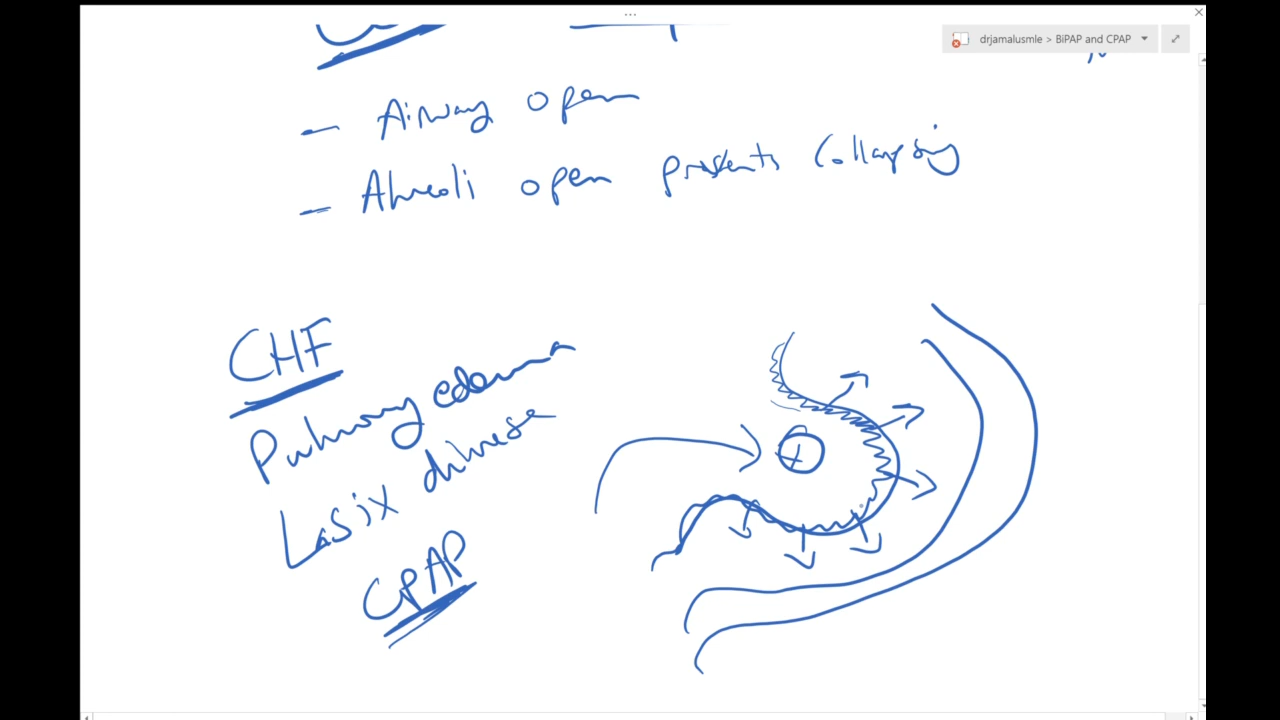 drjamalusmle > BiPAP and CPAP
- Airway open
- Alveoli open prevents Collapsing
CHF
Pulmonary edema
Lasix diurese
CPAP
+